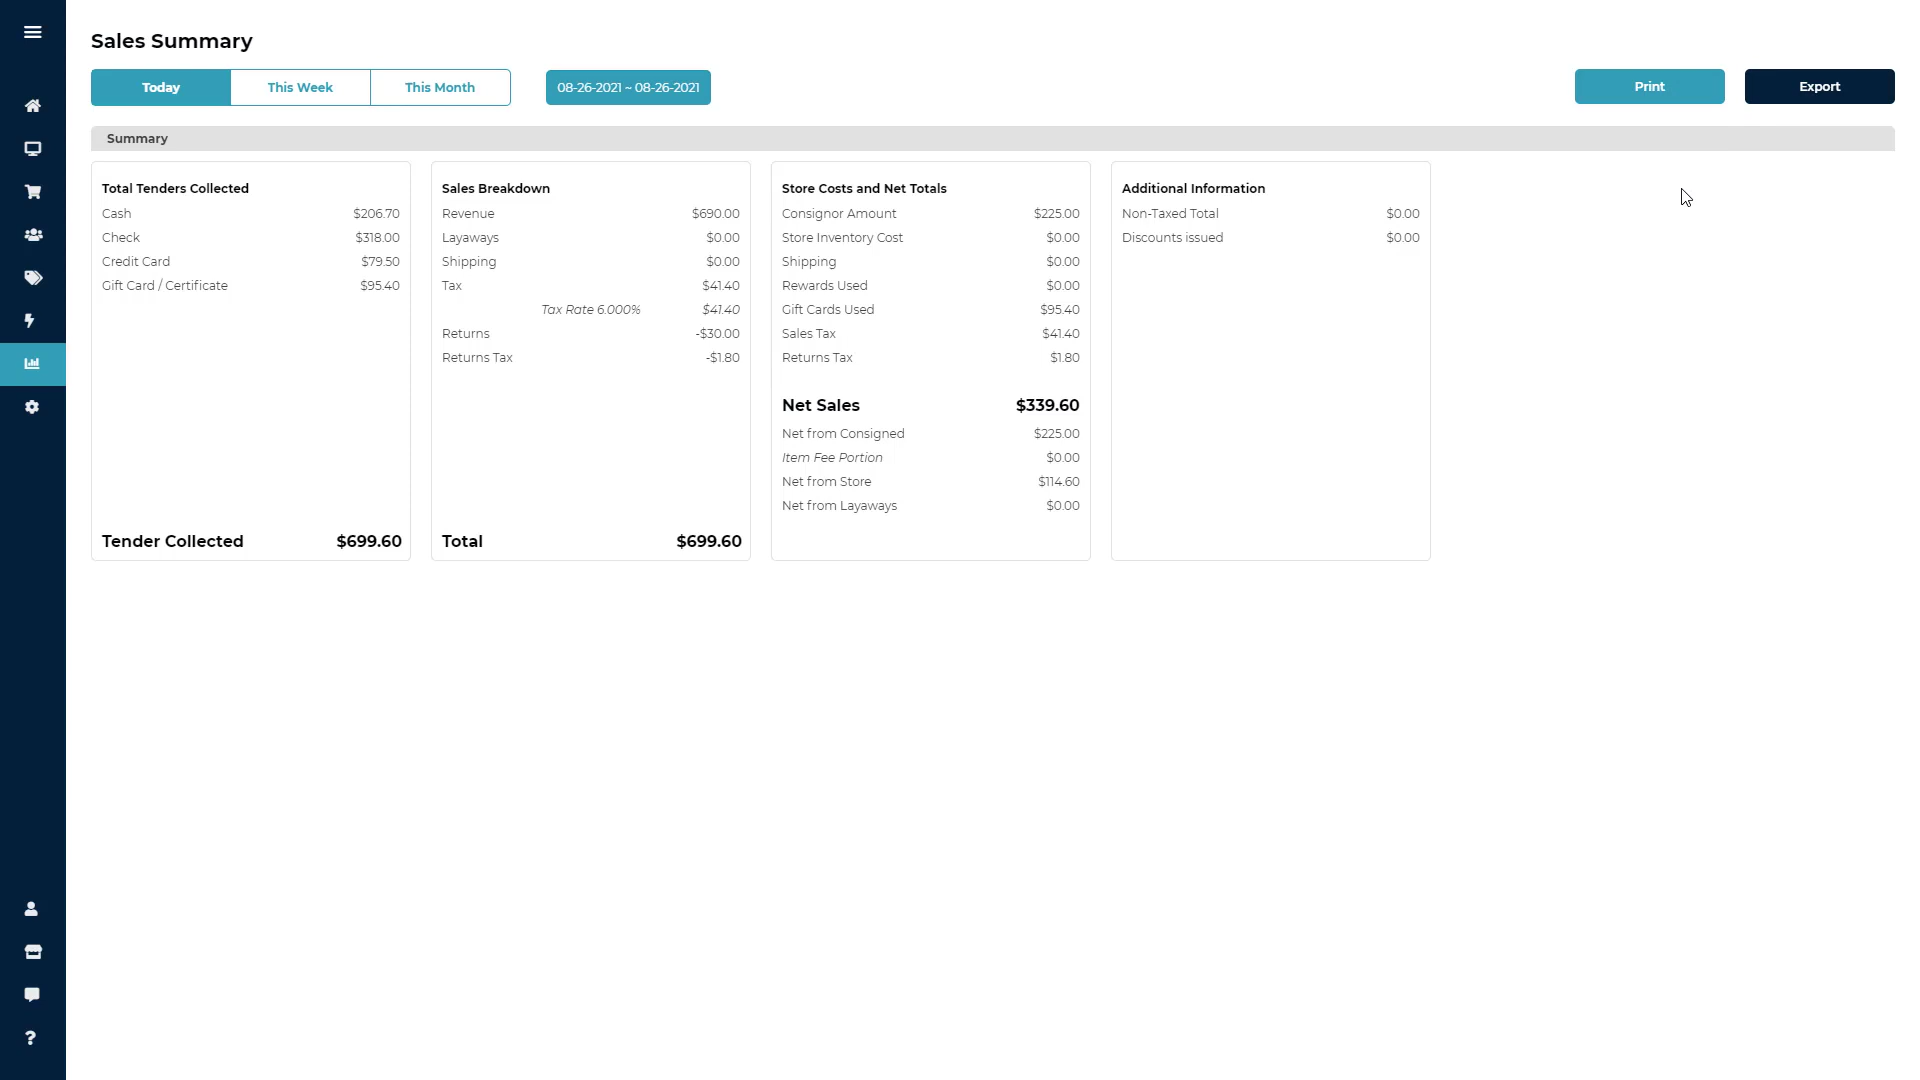 Sales Summary
Today
This Week
This Month
08-26-2021 ~ 08-26-2021
Print
Export
Summary
Total Tenders Collected
Cash $206.70
Check $318.00
Credit Card $79.50
Gift Card / Certificate $95.40
Tender Collected $699.60
Sales Breakdown
Revenue $690.00
Layaways $0.00
Shipping $0.00
Tax $41.40
Tax Rate 6.000% $41.40
Returns -$30.00
Returns Tax -$1.80
Total $699.60
Store Costs and Net Totals
Consignor Amount $225.00
Store Inventory Cost $0.00
Shipping $0.00
Rewards Used $0.00
Gift Cards Used $95.40
Sales Tax $41.40
Returns Tax $1.80
Net Sales $339.60
Net from Consigned $225.00
Item Fee Portion $0.00
Net from Store $114.60
Net from Layaways $0.00
Additional Information
Non-Taxed Total $0.00
Discounts issued $0.00